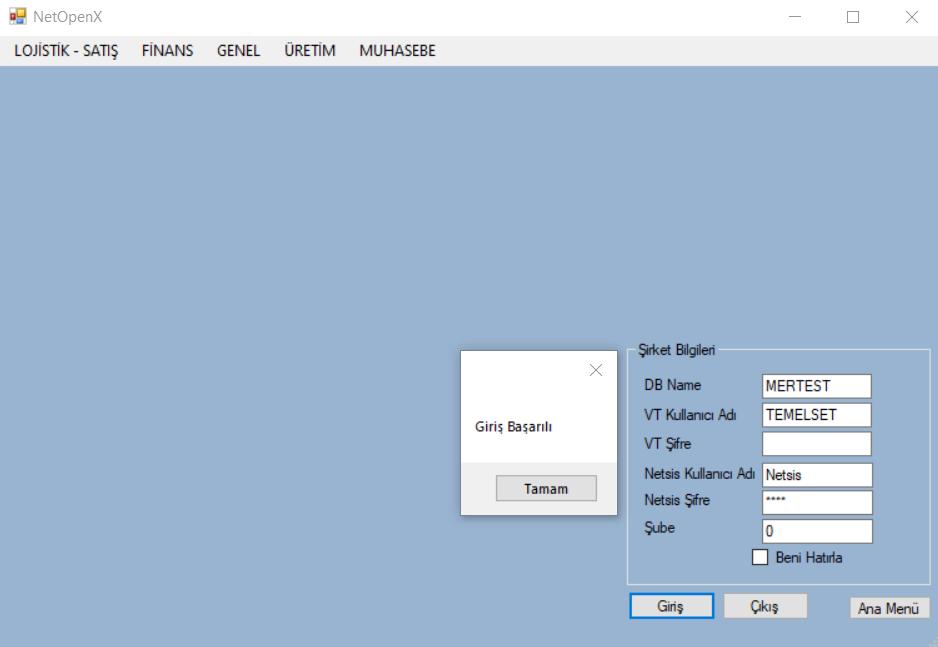 NetOpenX
LOJİSTİK - SATIŞ FİNANS GENEL ÜRETİM MUHASEBE
Giriş Başarılı
Tamam
Şirket Bilgileri
DB Name MERTEST
VT Kullanıcı Adı TEMELSET
VT Şifre
Netsis Kullanıcı Adı Netsis
Netsis Şifre ****
Şube 0
Beni Hatırla
Giriş Çıkış Ana Menü